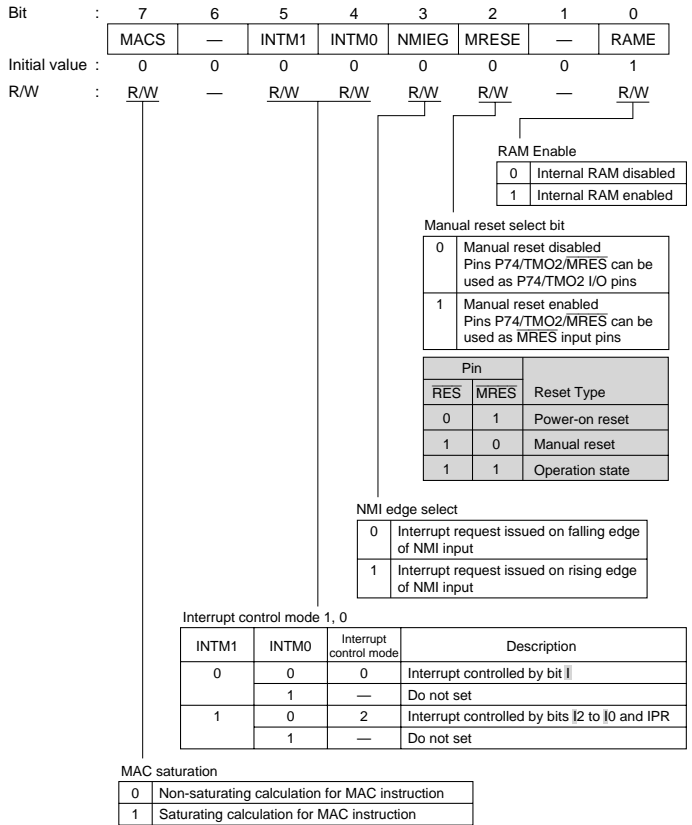 Bit : 7 6 5 4 3 2 1 0
MACS — INTM1 INTM0 NMIEG MRESE — RAME
Initial value : 0 0 0 0 0 0 0 1
R/W : R/W — R/W R/W R/W R/W — R/W
RAM Enable
0 Internal RAM disabled
1 Internal RAM enabled
Manual reset select bit
0 Manual reset disabled
Pins P74/TMO2/MRES can be
used as P74/TMO2 I/O pins
1 Manual reset enabled
Pins P74/TMO2/MRES can be
used as MRES input pins
Pin
RES MRES Reset Type
0 1 Power-on reset
1 0 Manual reset
1 1 Operation state
NMI edge select
0 Interrupt request issued on falling edge
of NMI input
1 Interrupt request issued on rising edge
of NMI input
Interrupt control mode 1, 0
INTM1 INTM0 Interrupt
control mode Description
0 0 0 Interrupt controlled by bit I
1 — Do not set
1 0 2 Interrupt controlled by bits I2 to I0 and IPR
1 — Do not set
MAC saturation
0 Non-saturating calculation for MAC instruction
1 Saturating calculation for MAC instruction